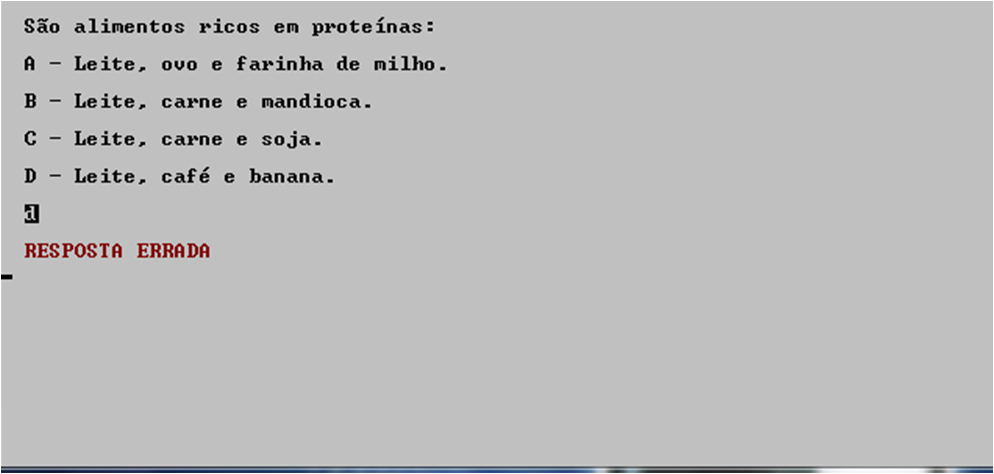 São alimentos ricos em proteínas:
A - Leite, ovo e farinha de milho.
B - Leite, carne e mandioca.
C - Leite, carne e soja.
D - Leite, café e banana.
d
RESPOSTA ERRADA